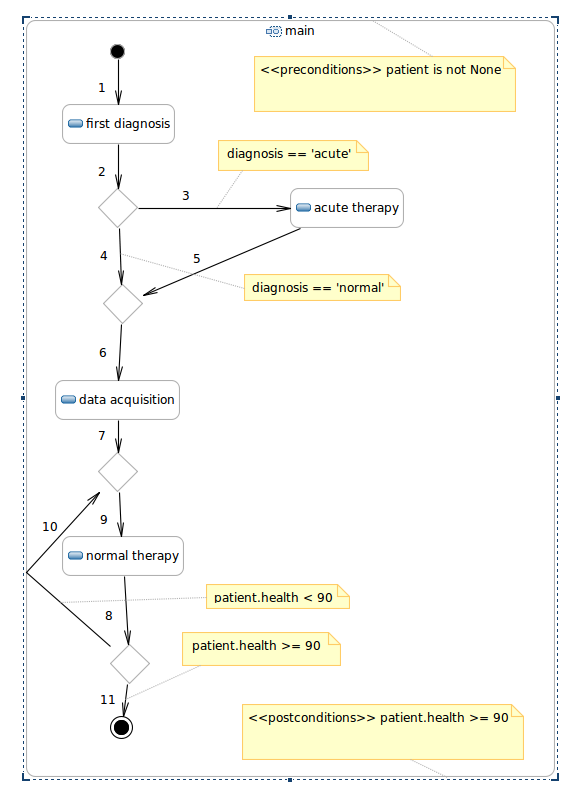 main
<<preconditions>> patient is not None
1
first diagnosis
diagnosis == 'acute'
2
3
acute therapy
4
5
diagnosis == 'normal'
6
data acquisition
7
10
9
normal therapy
patient.health < 90
8
patient.health >= 90
11
<<postconditions>> patient.health >= 90